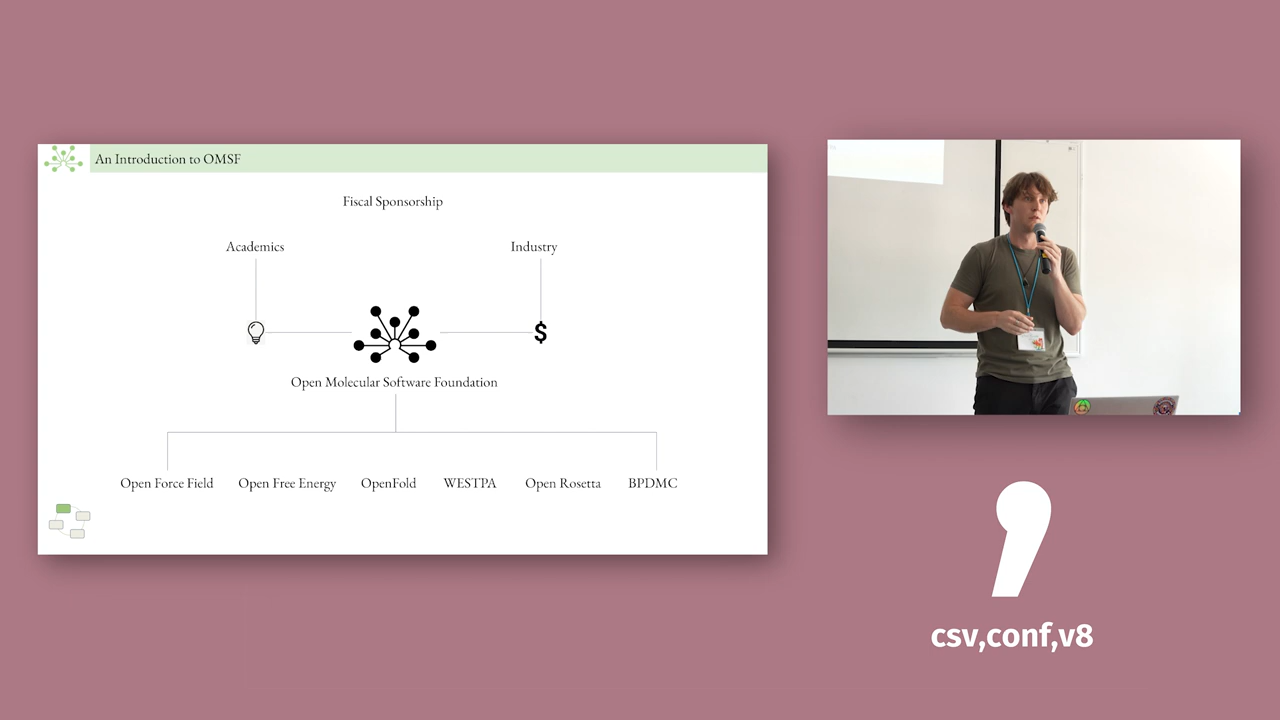 An Introduction to OMSF
Fiscal Sponsorship
Academics
Industry
$
Open Molecular Software Foundation
Open Force Field
Open Free Energy
OpenFold
WESTPA
Open Rosetta
BPDMC
csv,conf,v8